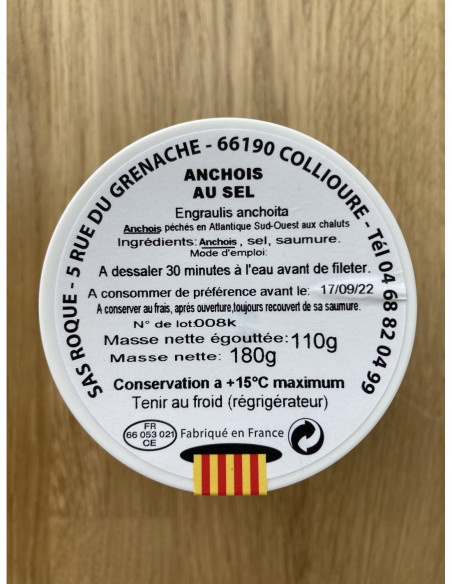 SAS ROQUE - 5 RUE DU GRENACHE - 66190 COLLIOURE - Tél 04 68 82 04 99
ANCHOIS
AU SEL
Engraulis anchoita
Anchois pêchés en Atlantique Sud-Ouest aux chaluts
Ingrédients: Anchois, sel, saumure.
Mode d'emploi:
A dessaler 30 minutes à l'eau avant de fileter.
A consommer de préférence avant le: 17/09/22
A conserver au frais, après ouverture,toujours recouvert de sa saumure.
N° de lot:008k
Masse nette égouttée: 110g
Masse nette: 180g
Conservation a +15°C maximum
Tenir au froid (régrigérateur)
FR
66 053 021
CE
Fabriqué en France